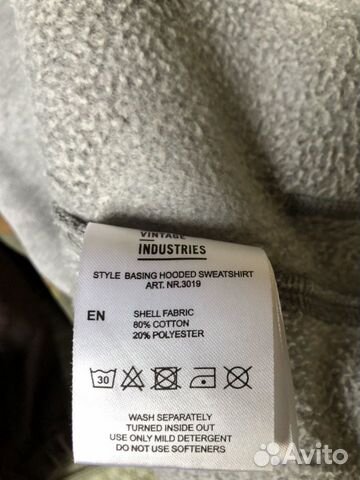 VINTAGE
INDUSTRIES
STYLE BASING HOODED SWEATSHIRT
ART. NR.3019
EN
SHELL FABRIC
80% COTTON
20% POLYESTER
30
WASH SEPARATELY
TURNED INSIDE OUT
USE ONLY MILD DETERGENT
DO NOT USE SOFTENERS
Avito